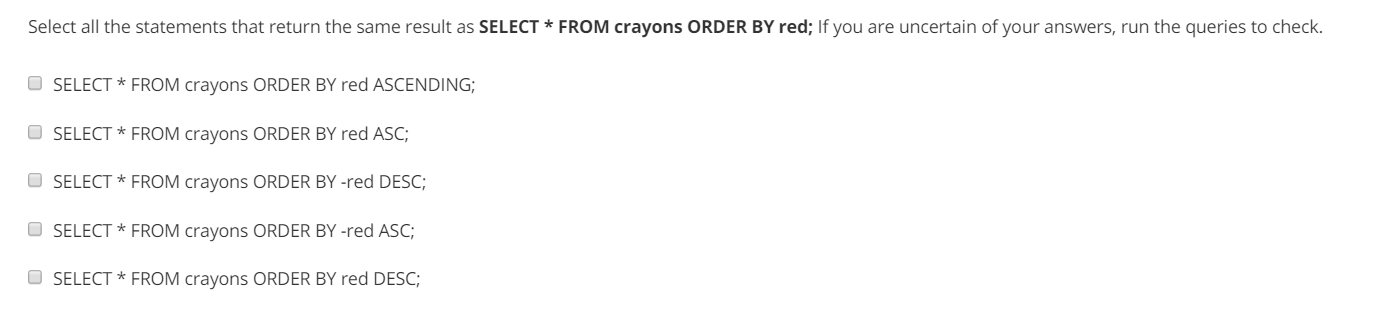 Select all the statements that return the same result as SELECT * FROM crayons ORDER BY red; If you are uncertain of your answers, run the queries to check.
SELECT * FROM crayons ORDER BY red ASCENDING;
SELECT * FROM crayons ORDER BY red ASC;
SELECT * FROM crayons ORDER BY -red DESC;
SELECT * FROM crayons ORDER BY -red ASC;
SELECT * FROM crayons ORDER BY red DESC;